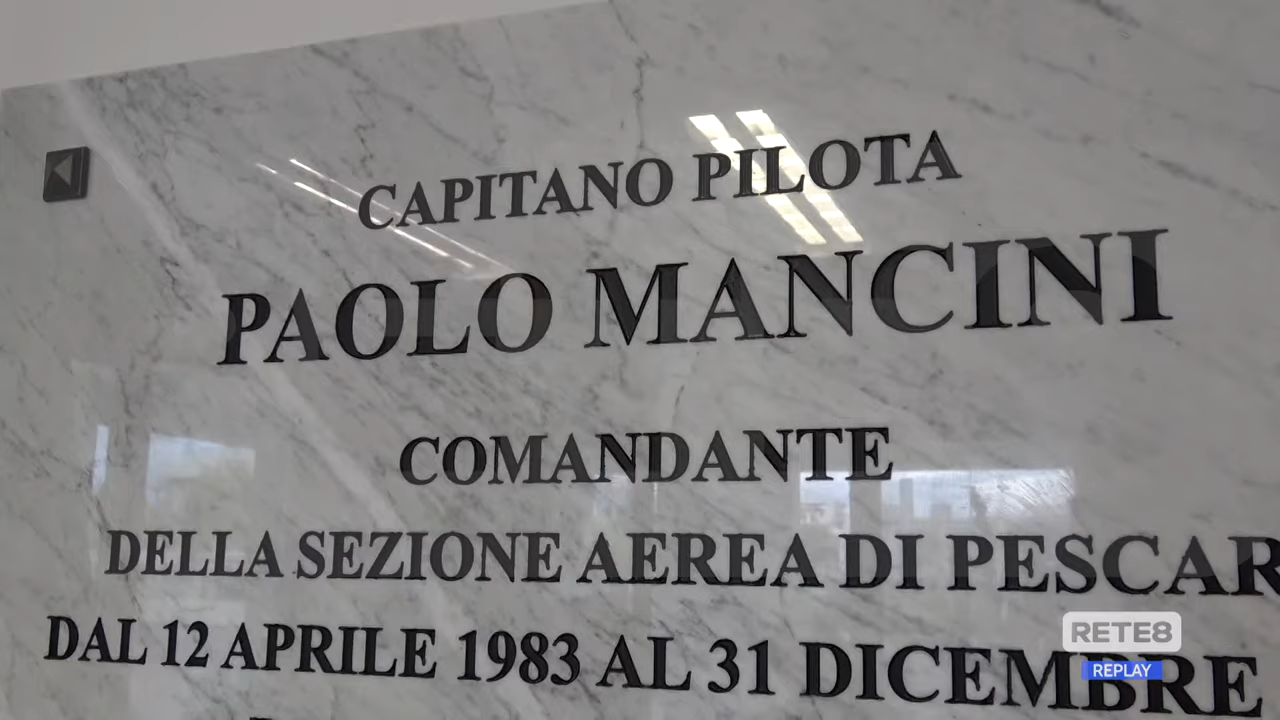 CAPITANO PILOTA
PAOLO MANCINI
COMANDANTE
DELLA SEZIONE AEREA DI PESCAR
DAL 12 APRILE 1983 AL 31 DICEMBRE
RETE8
REPLAY